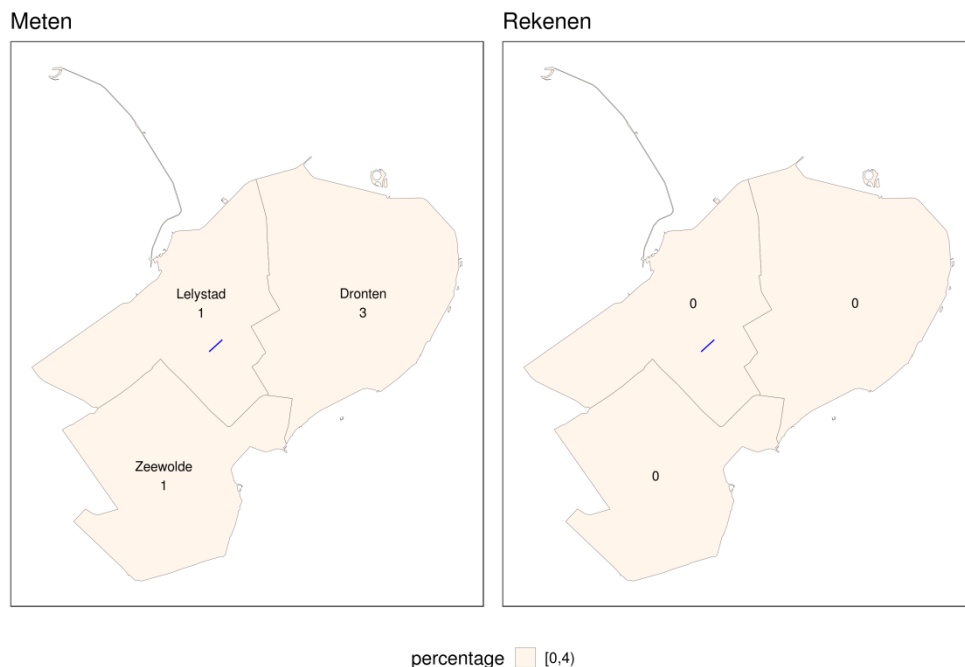 Meten
Rekenen
Lelystad
1
Dronten
3
Zeewolde
1
0
0
0
percentage [0,4)